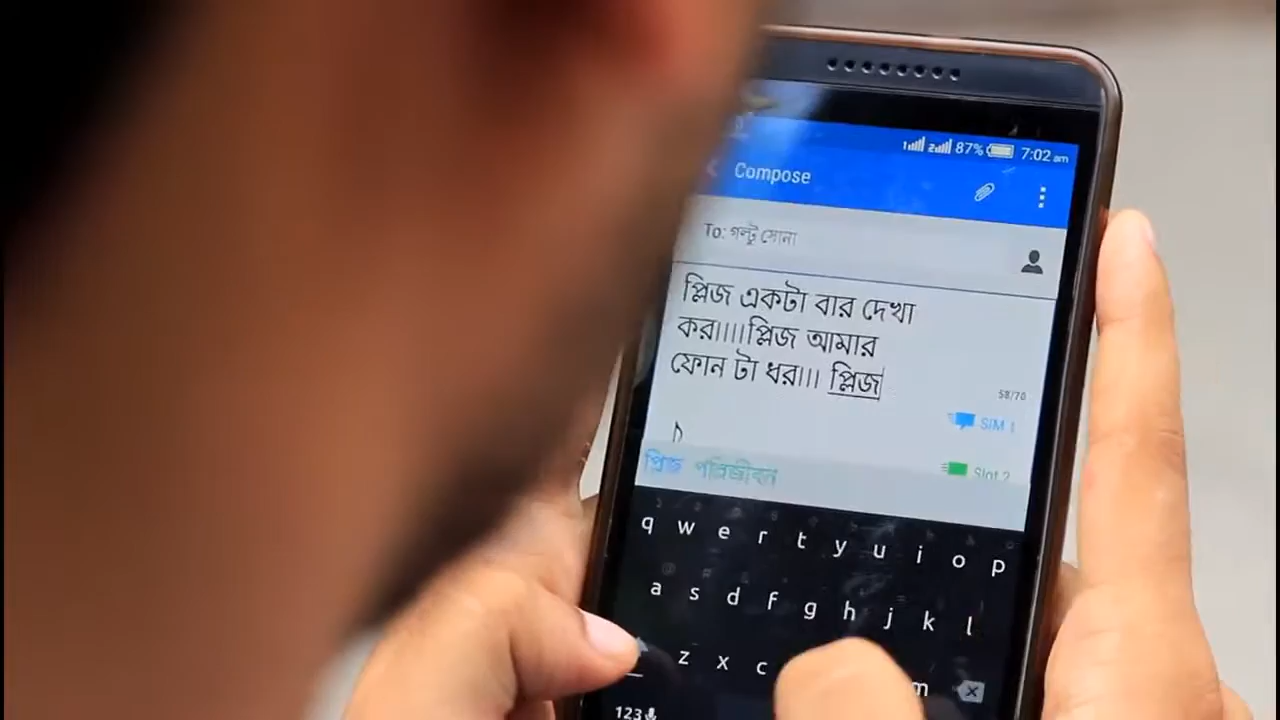 87% 7:02 am
Compose
To: গল্টু সোনা
প্লিজ একটা বার দেখা
কর।।।।প্লিজ আমার
ফোন টা ধর।।। প্লিজ
58/70
SIM 1
Slot 2
প্লিজ পল্লিজীবন
q w e r t y u i o p
a s d f g h j k l
z x c m
123